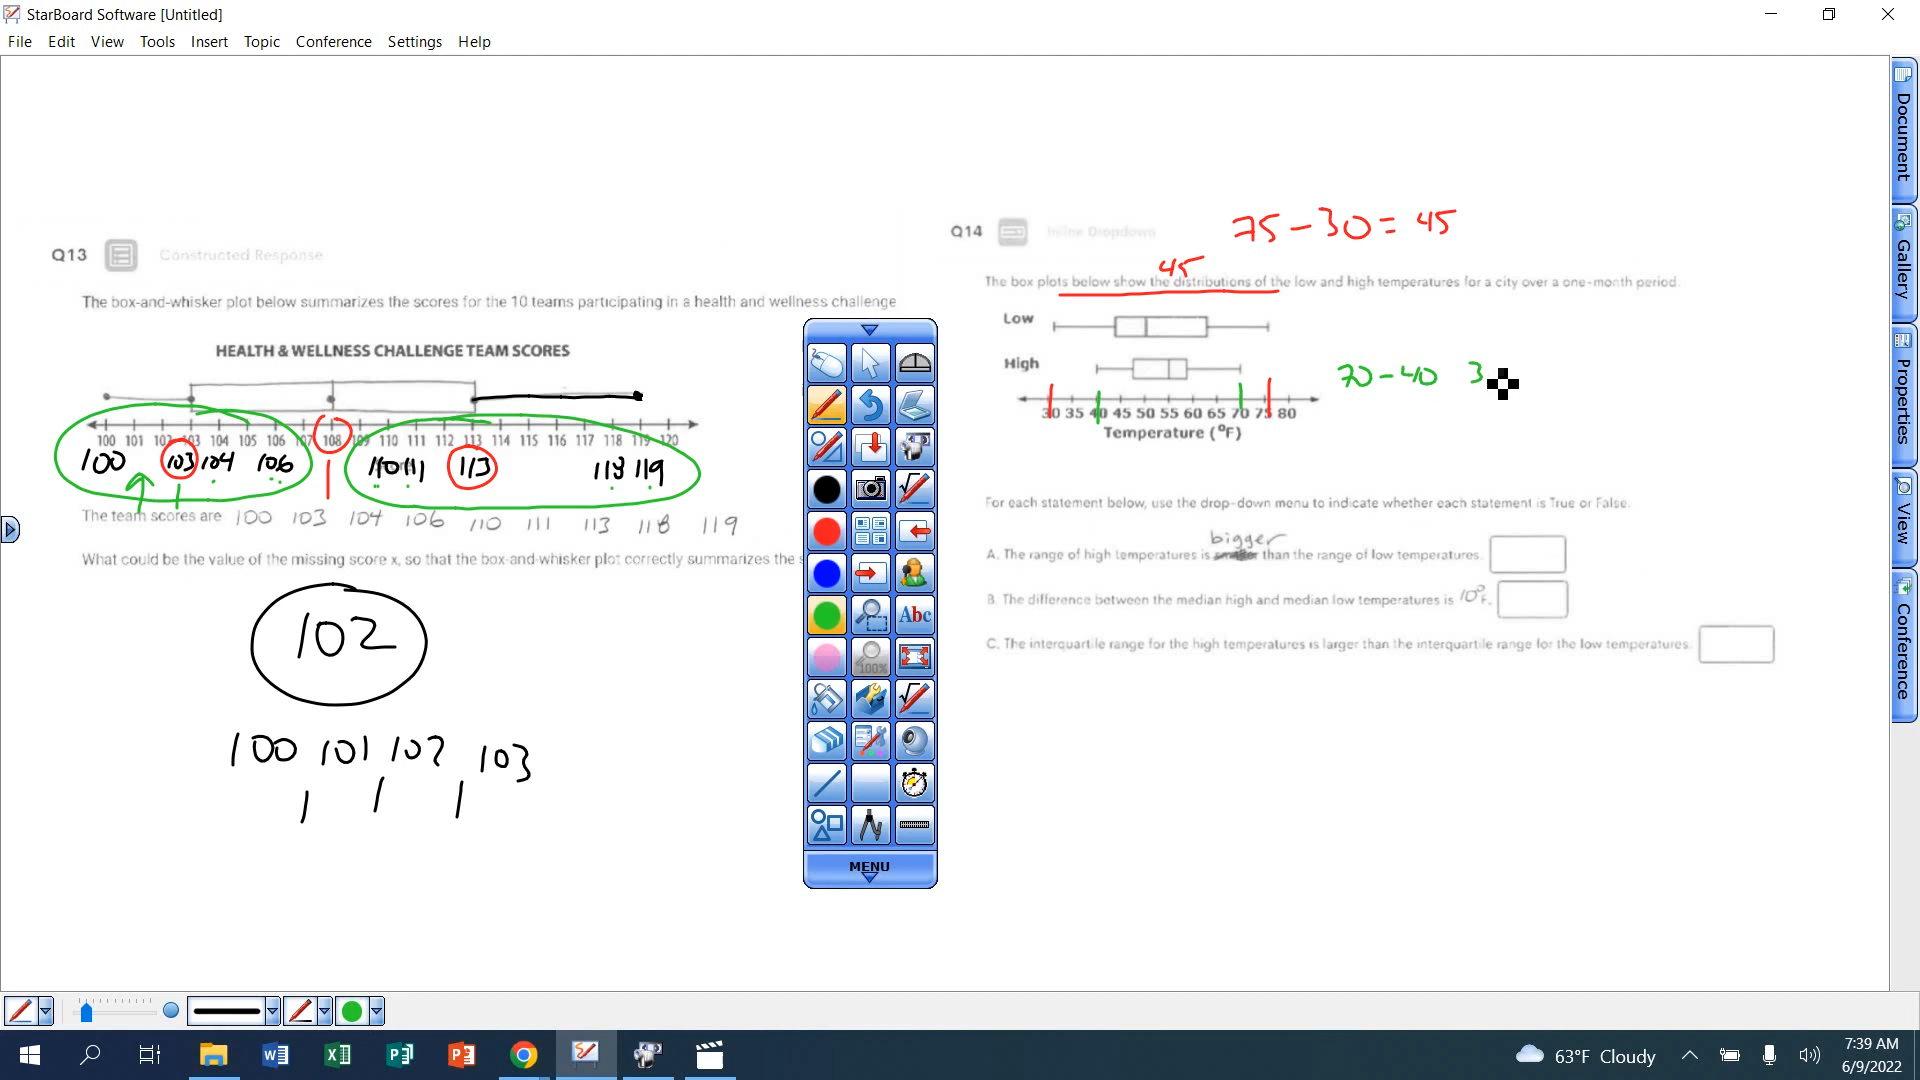 StarBoard Software [Untitled]
File Edit View Tools Insert Topic Conference Settings Help
Q13 Constructed Response
The box-and-whisker plot below summarizes the scores for the 10 teams participating in a health and wellness challenge
HEALTH & WELLNESS CHALLENGE TEAM SCORES
100 101 102 103 104 105 106 107 108 109 110 111 112 113 114 115 116 117 118 119 120
100 103 104 106 110 111 113 118 119
The team scores are 100 103 104 106 110 111 113 118 119
What could be the value of the missing score x, so that the box-and-whisker plot correctly summarizes the s
102
100 101 102 103
Abc
100%
MENU
Q14 Inline Dropdown
75 - 30 = 45
45
The box plots below show the distributions of the low and high temperatures for a city over a one-month period.
Low
High
70 - 40 3
30 35 40 45 50 55 60 65 70 75 80
Temperature (°F)
For each statement below, use the drop-down menu to indicate whether each statement is True or False.
bigger
A. The range of high temperatures is smaller than the range of low temperatures.
B. The difference between the median high and median low temperatures is 10°F.
C. The interquartile range for the high temperatures is larger than the interquartile range for the low temperatures.
Document
Gallery
Properties
View
Conference
63°F Cloudy
7:39 AM
6/9/2022